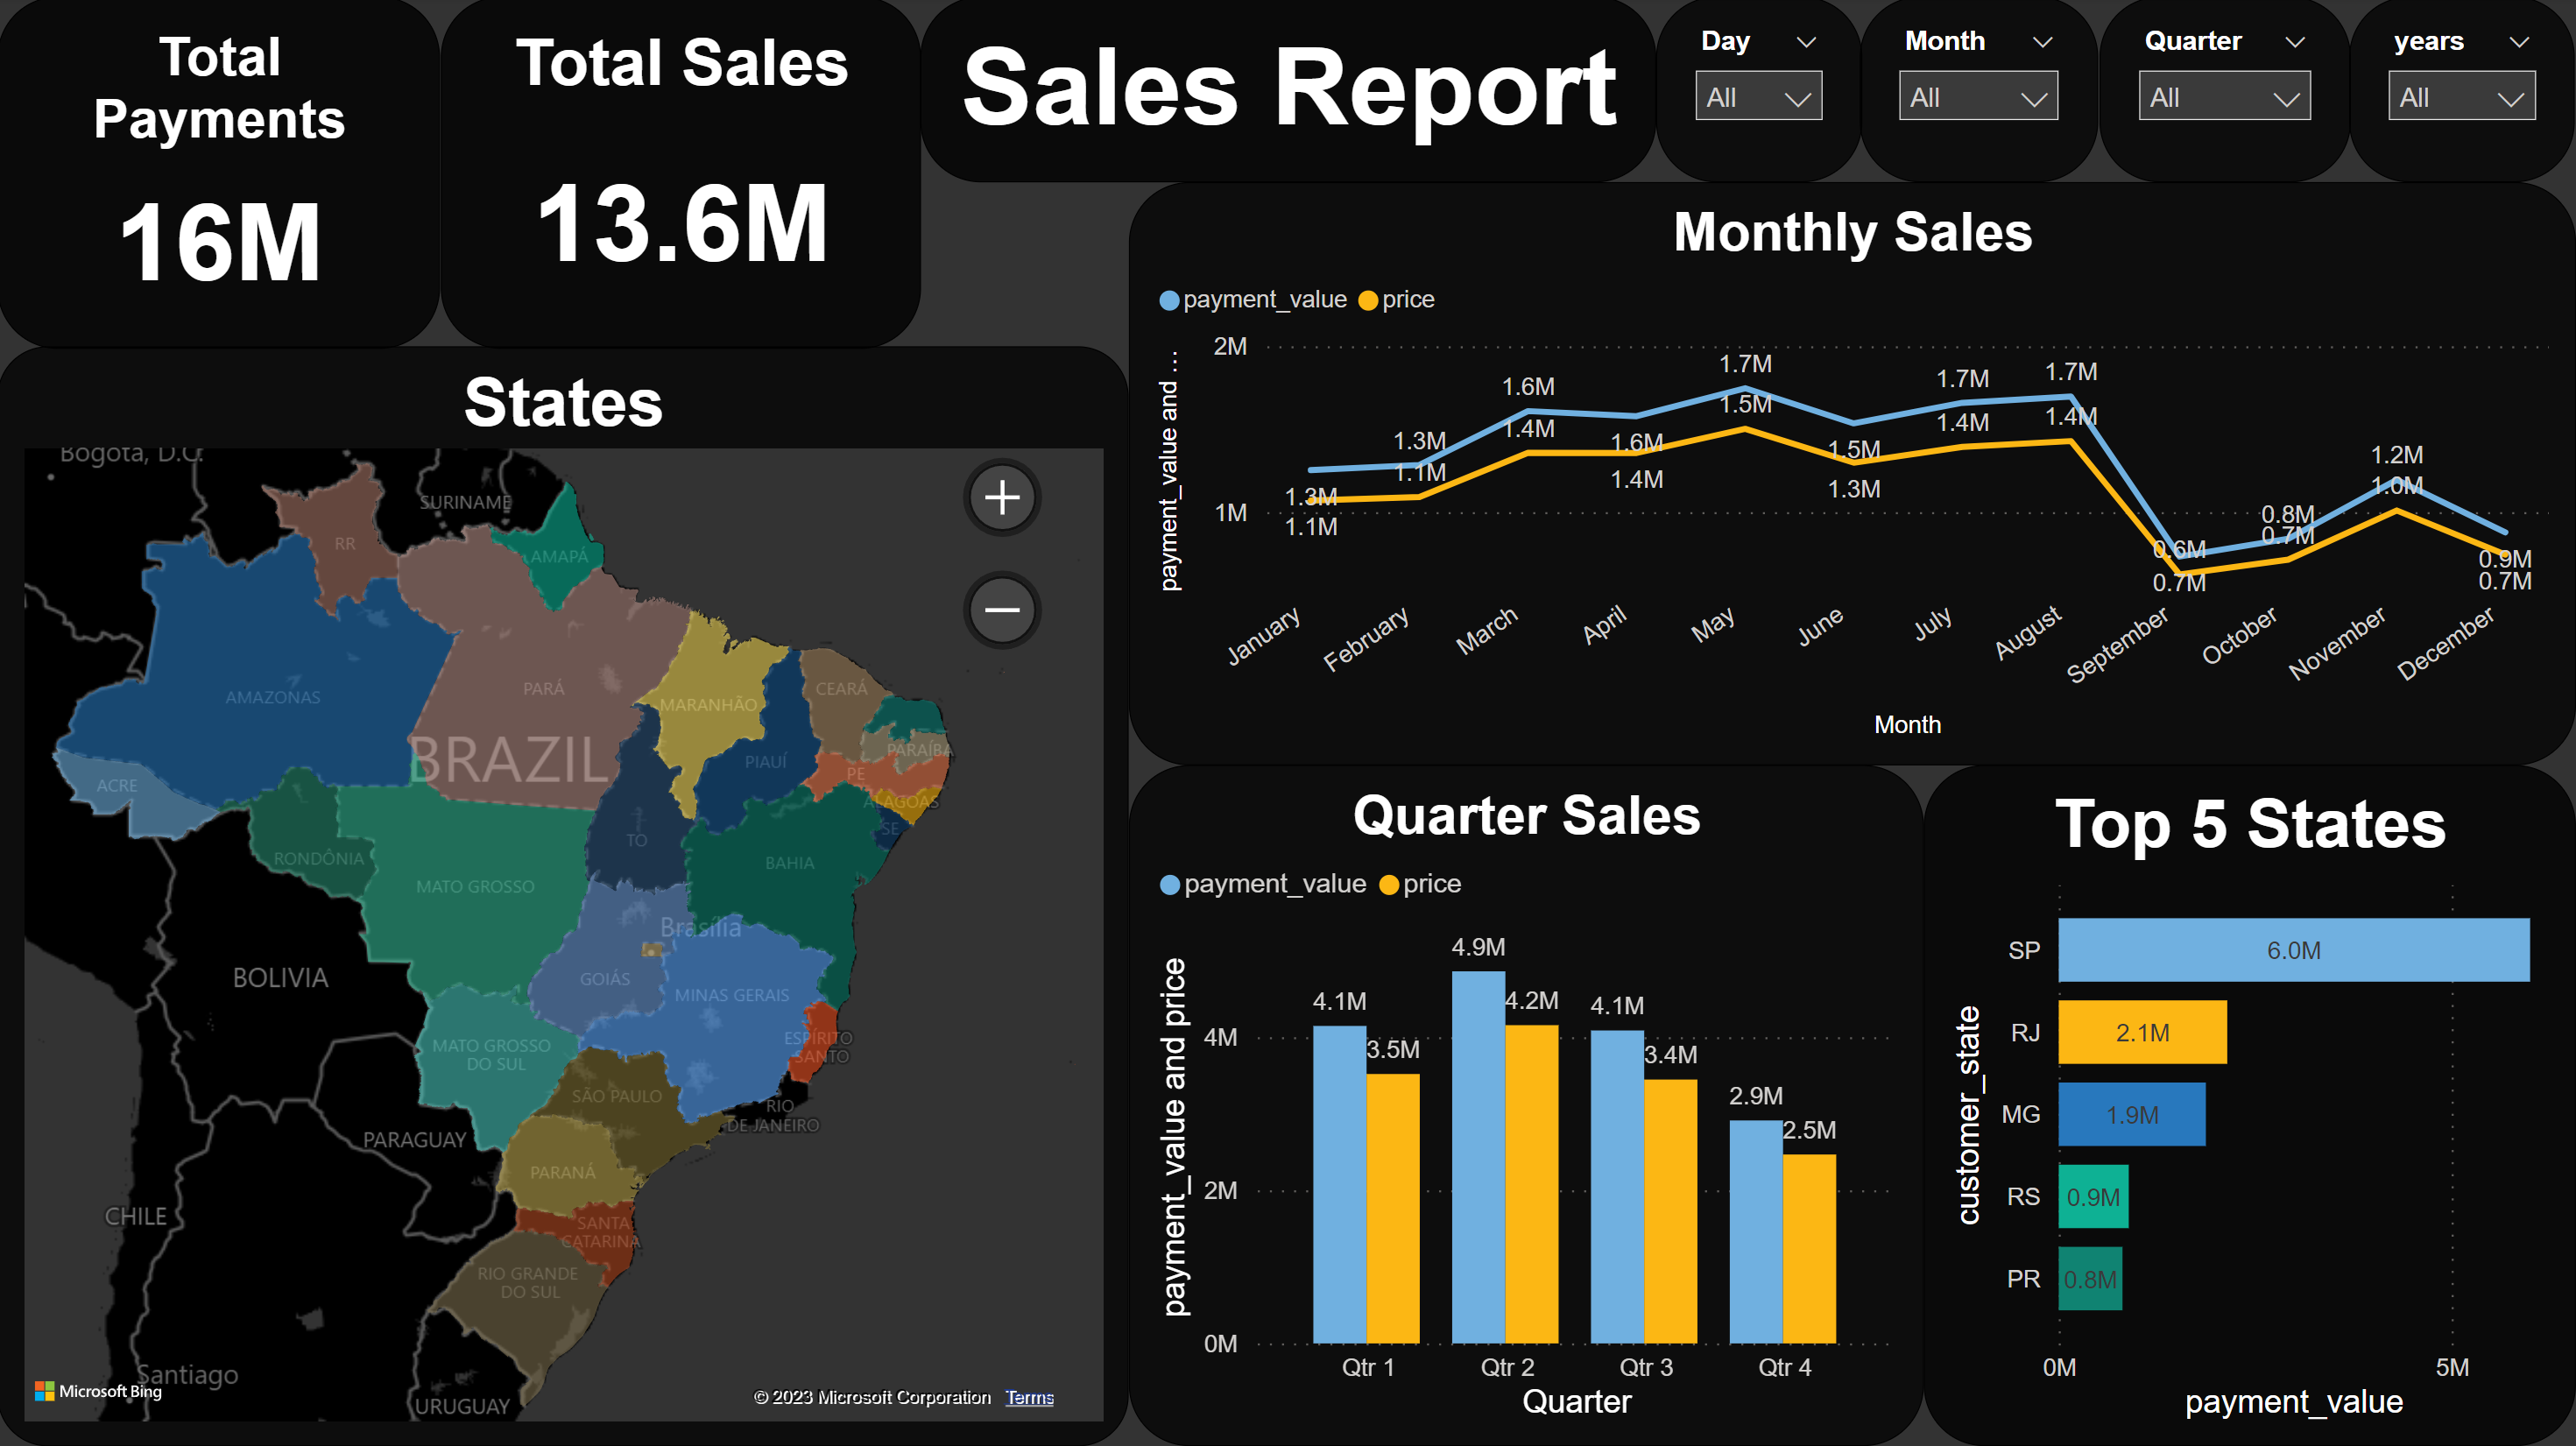 Total
Payments
16M
Total Sales
13.6M
Sales Report
Day
All
Month
All
Quarter
All
years
All
States
Bogota, D.C.
SURINAME
RR
AMAPÁ
AMAZONAS
PARÁ
MARANHÃO
CEARÁ
BRAZIL
PARAÍBA
PIAUÍ
PE
ACRE
ALAGOAS
TO
SE
RONDÔNIA
BAHIA
MATO GROSSO
Brasília
BOLIVIA
GOIÁS
MINAS GERAIS
ESPÍRITO
SANTO
MATO GROSSO
DO SUL
SÃO PAULO
RIO
DE JANEIRO
PARAGUAY
PARANÁ
CHILE
SANTA
CATARINA
RIO GRANDE
DO SUL
Santiago
URUGUAY
Microsoft Bing
© 2023 Microsoft Corporation Terms
Monthly Sales
payment_value price
payment_value and ...
2M
1M
1.3M
1.1M
1.3M
1.1M
1.6M
1.4M
1.6M
1.4M
1.7M
1.5M
1.5M
1.3M
1.7M
1.4M
1.7M
1.4M
0.6M
0.7M
0.8M
0.7M
1.2M
1.0M
0.9M
0.7M
January
February
March
April
May
June
July
August
September
October
November
December
Month
Quarter Sales
payment_value price
payment_value and price
4M
2M
0M
4.1M
3.5M
4.9M
4.2M
4.1M
3.4M
2.9M
2.5M
Qtr 1
Qtr 2
Qtr 3
Qtr 4
Quarter
Top 5 States
customer_state
SP
6.0M
RJ
2.1M
MG
1.9M
RS
0.9M
PR
0.8M
0M
5M
payment_value